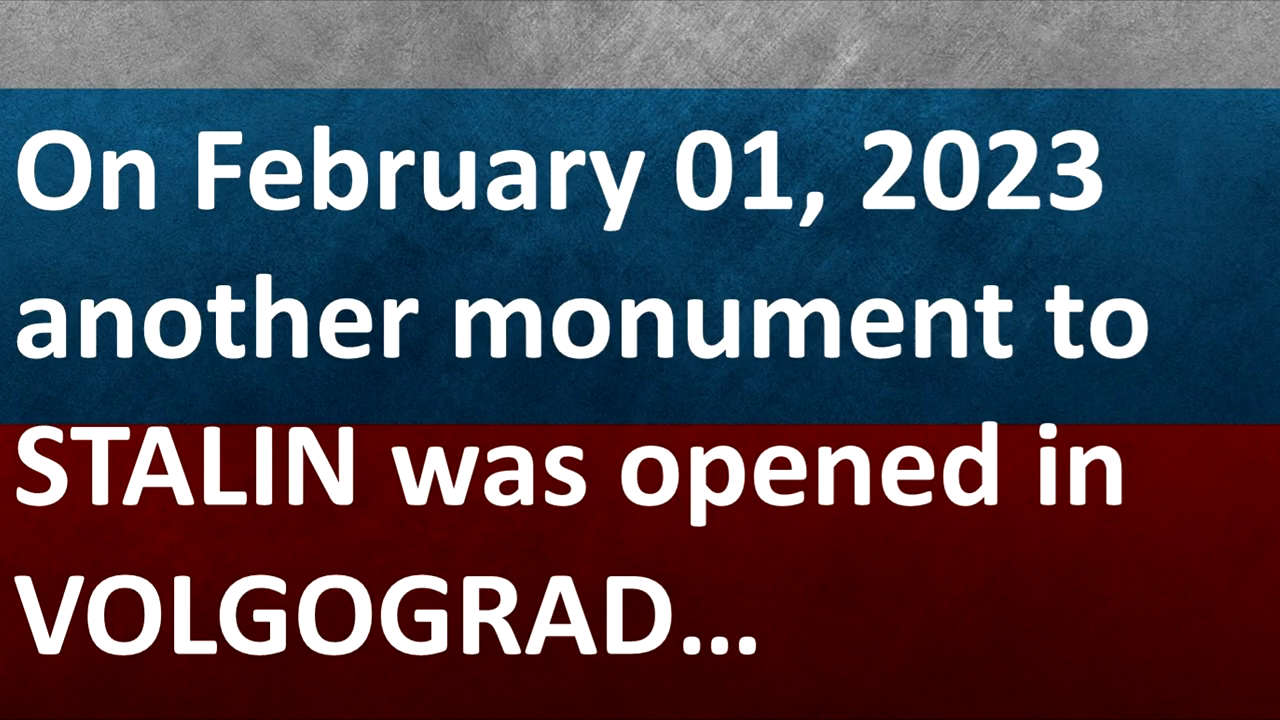 On February 01, 2023
another monument to
STALIN was opened in
VOLGOGRAD...